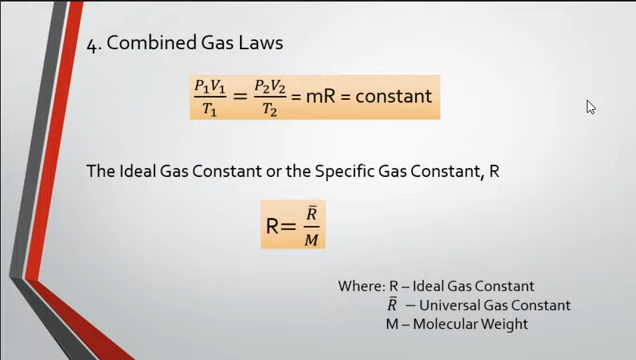 4. Combined Gas Laws
P₁V₁/T₁ = P₂V₂/T₂ = mR = constant
The Ideal Gas Constant or the Specific Gas Constant, R
R= R̄/M
Where: R – Ideal Gas Constant
R̄ – Universal Gas Constant
M – Molecular Weight